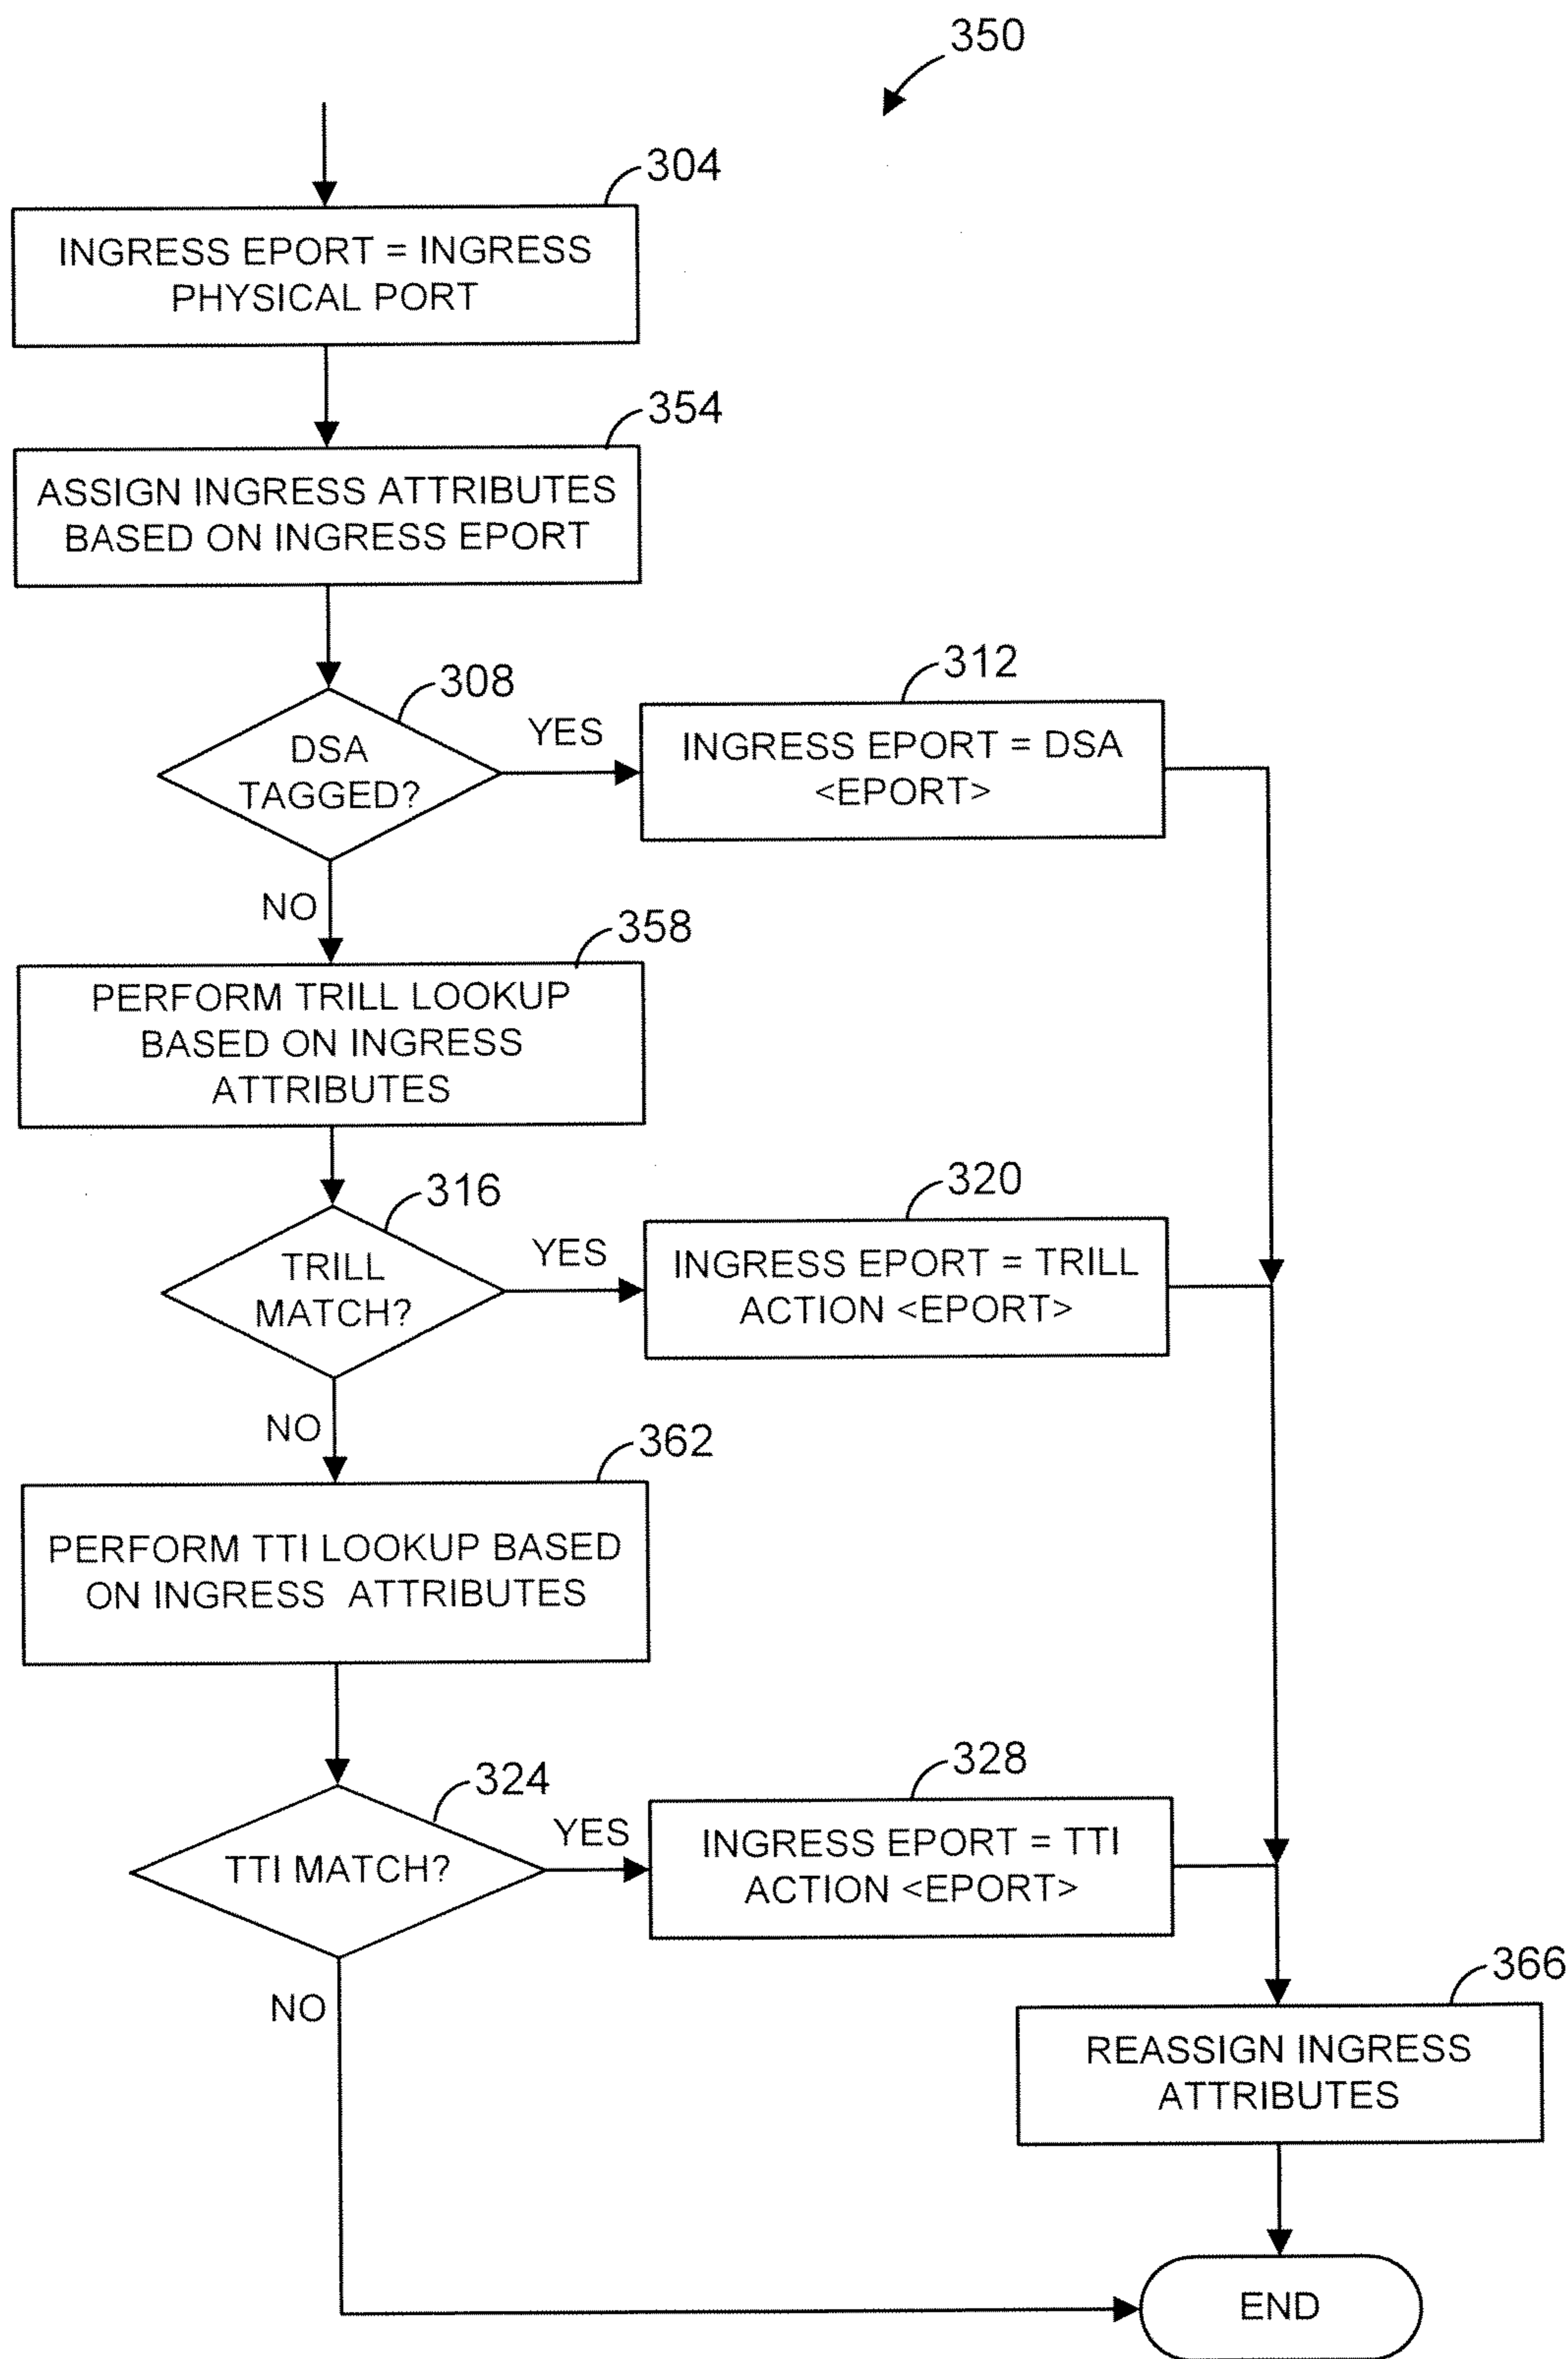 350
304
INGRESS EPORT = INGRESS
PHYSICAL PORT
354
ASSIGN INGRESS ATTRIBUTES
BASED ON INGRESS EPORT
308
DSA
TAGGED?
YES
312
INGRESS EPORT = DSA
<EPORT>
NO
358
PERFORM TRILL LOOKUP
BASED ON INGRESS
ATTRIBUTES
316
TRILL
MATCH?
YES
320
INGRESS EPORT = TRILL
ACTION <EPORT>
NO
362
PERFORM TTI LOOKUP BASED
ON INGRESS ATTRIBUTES
324
TTI MATCH?
YES
328
INGRESS EPORT = TTI
ACTION <EPORT>
NO
366
REASSIGN INGRESS
ATTRIBUTES
END